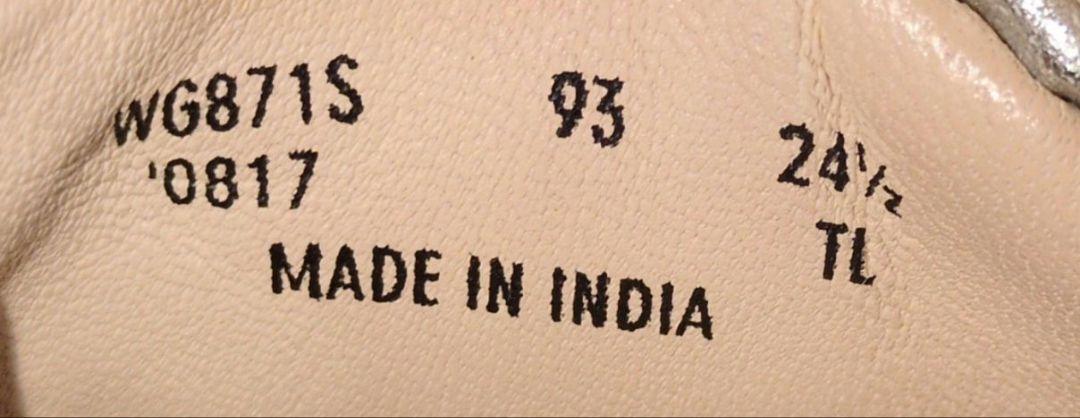 WG871S 93 24½
'0817 TL
MADE IN INDIA